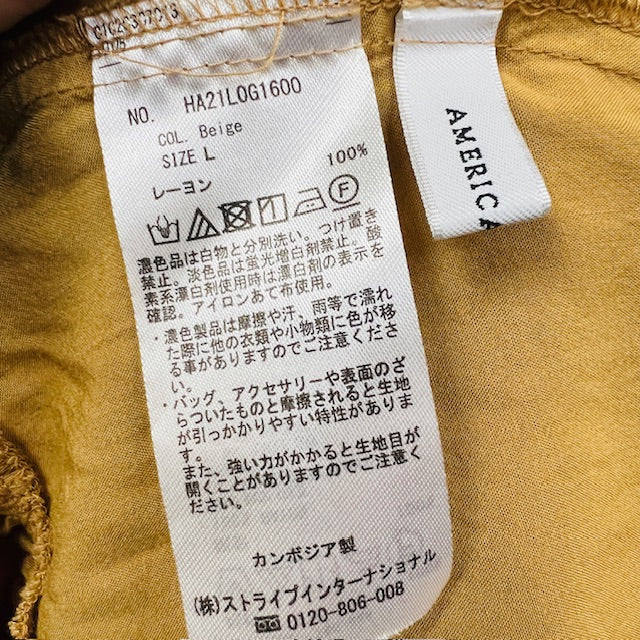 NO. HA21L0G1600
COL. Beige
SIZE L
レーヨン 100%
F
濃色品は白物と分別洗い。つけ置き
禁止。淡色品は蛍光増白剤禁止。酸
素系漂白剤使用時は漂白剤の表示を
確認。アイロンあて布使用。
・濃色製品は摩擦や汗、雨等で濡れ
た際に他の衣類や小物類に色が移
る事がありますのでご注意くださ
い。
・バッグ、アクセサリーや表面のざ
らついたものと摩擦されると生地
が引っかかりやすい特性がありま
す。
また、強い力がかかると生地目が
開くことがありますのでご注意く
ださい。
カンボジア製
(株)ストライプインターナショナル
0120-806-008
AMERICA